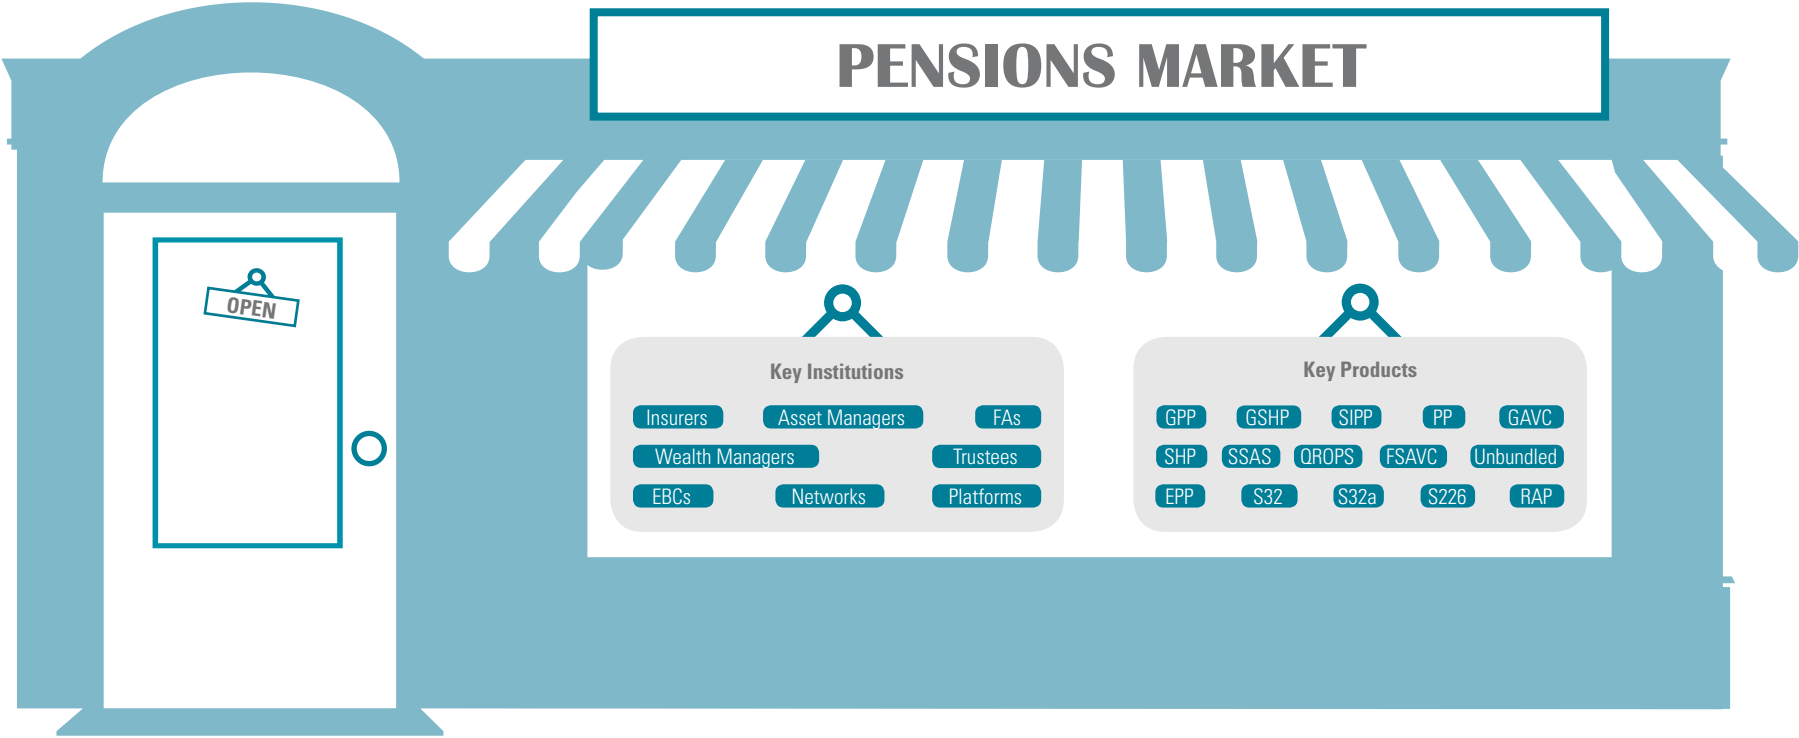 PENSIONS MARKET
OPEN
Key Institutions
Insurers Asset Managers FAs
Wealth Managers Trustees
EBCs Networks Platforms
Key Products
GPP GSHP SIPP PP GAVC
SHP SSAS QROPS FSAVC Unbundled
EPP S32 S32a S226 RAP